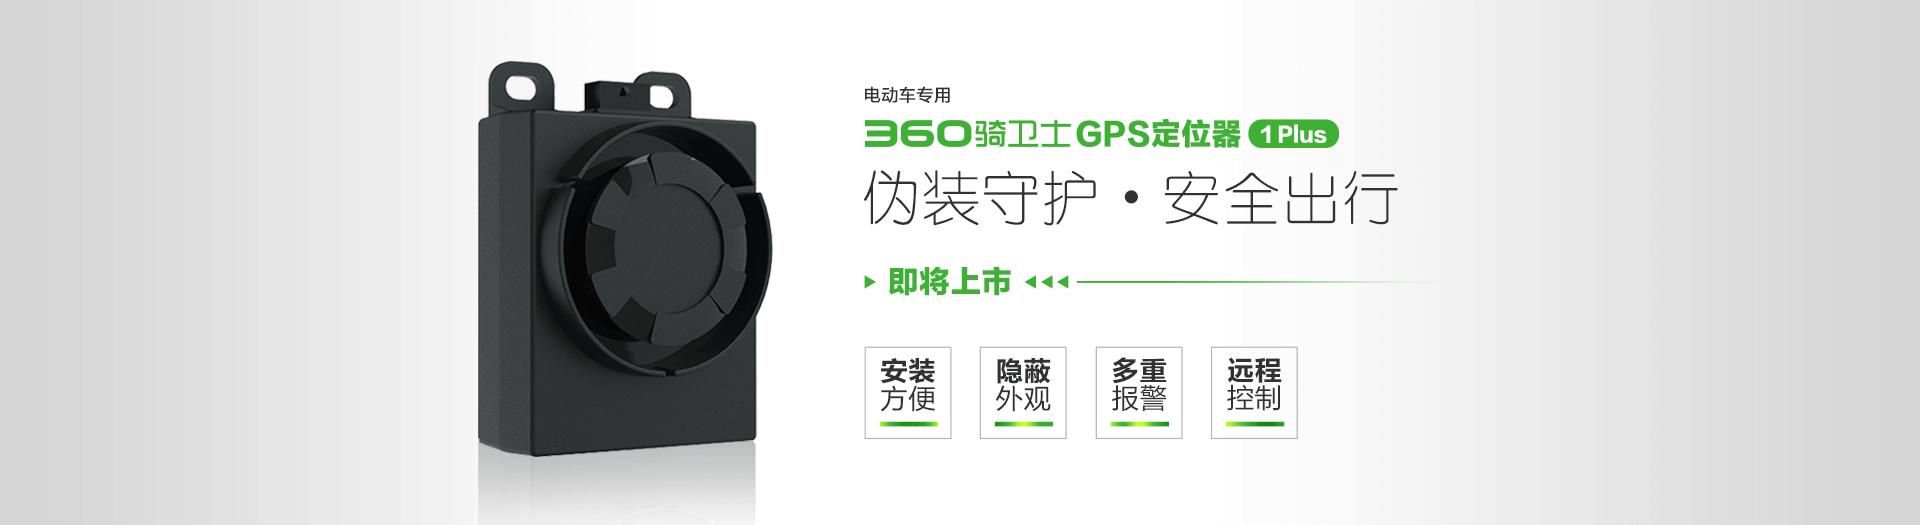 电动车专用
360骑卫士GPS定位器 1 Plus
伪装守护·安全出行
即将上市
安装
方便
隐蔽
外观
多重
报警
远程
控制